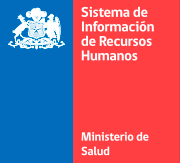 Sistema de
Información
de Recursos
Humanos
Ministerio de
Salud